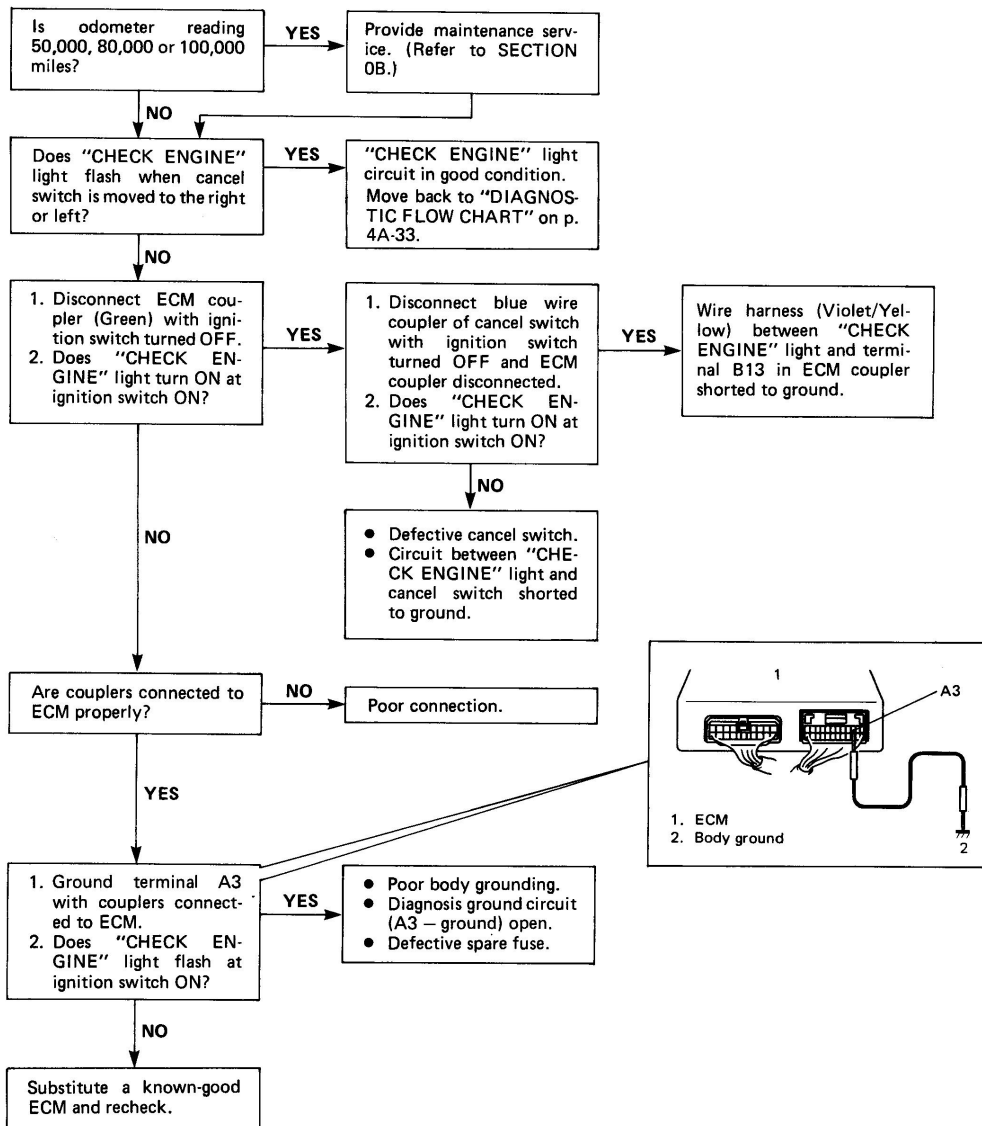 Is odometer reading
50,000, 80,000 or 100,000
miles?
YES
Provide maintenance serv-
ice. (Refer to SECTION
0B.)
NO
Does "CHECK ENGINE"
light flash when cancel
switch is moved to the right
or left?
YES
"CHECK ENGINE" light
circuit in good condition.
Move back to "DIAGNOS-
TIC FLOW CHART" on p.
4A-33.
NO
1. Disconnect ECM cou-
pler (Green) with igni-
tion switch turned OFF.
2. Does "CHECK EN-
GINE" light turn ON at
ignition switch ON?
YES
1. Disconnect blue wire
coupler of cancel switch
with ignition switch
turned OFF and ECM
coupler disconnected.
2. Does "CHECK EN-
GINE" light turn ON at
ignition switch ON?
YES
Wire harness (Violet/Yel-
low) between "CHECK
ENGINE" light and termi-
nal B13 in ECM coupler
shorted to ground.
NO
● Defective cancel switch.
● Circuit between "CHE-
CK ENGINE" light and
cancel switch shorted
to ground.
NO
Are couplers connected to
ECM properly?
NO
Poor connection.
1
A3
1. ECM
2. Body ground
2
YES
1. Ground terminal A3
with couplers connect-
ed to ECM.
2. Does "CHECK EN-
GINE" light flash at
ignition switch ON?
YES
● Poor body grounding.
● Diagnosis ground circuit
(A3 – ground) open.
● Defective spare fuse.
NO
Substitute a known-good
ECM and recheck.